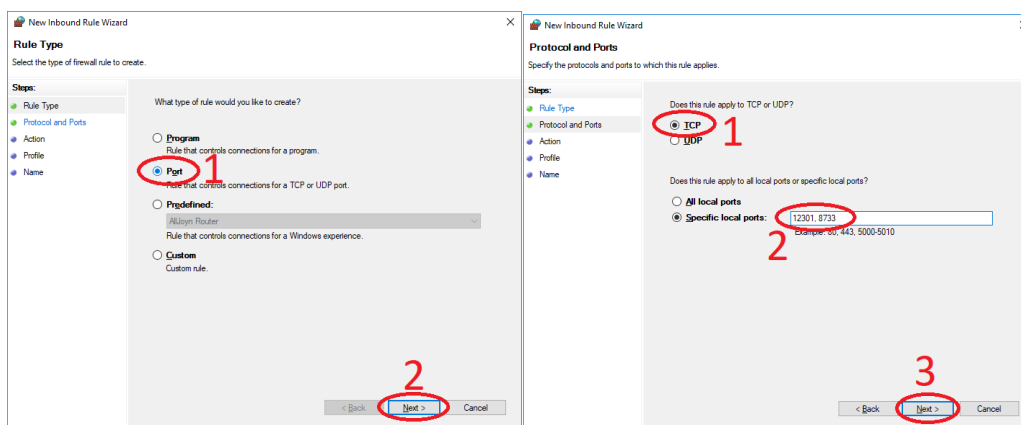 New Inbound Rule Wizard
Rule Type
Select the type of firewall rule to create.
Steps:
Rule Type
Protocol and Ports
Action
Profile
Name
What type of rule would you like to create?
Program
Rule that controls connections for a program.
Port
1
Rule that controls connections for a TCP or UDP port.
Predefined:
AllJoyn Router
Rule that controls connections for a Windows experience.
Custom
Custom rule.
2
< Back
Next >
Cancel
New Inbound Rule Wizard
Protocol and Ports
Specify the protocols and ports to which this rule applies.
Steps:
Rule Type
Protocol and Ports
Action
Profile
Name
Does this rule apply to TCP or UDP?
TCP
1
UDP
Does this rule apply to all local ports or specific local ports?
All local ports
Specific local ports:
12301, 8733
2
Example: 80, 443, 5000-5010
3
< Back
Next >
Cancel